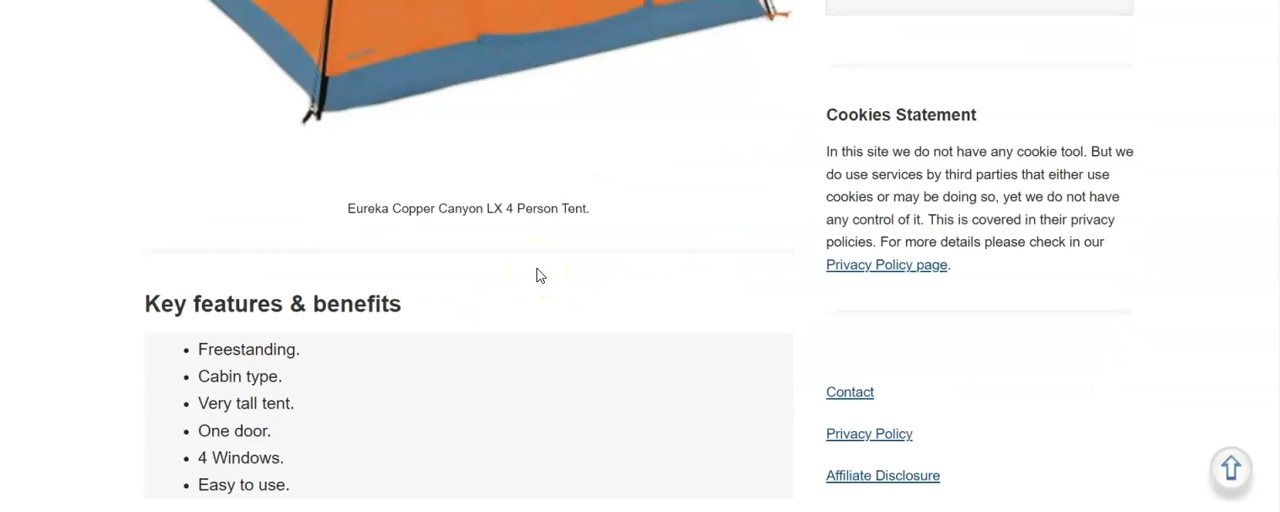 Eureka Copper Canyon LX 4 Person Tent.
Key features & benefits
• Freestanding.
• Cabin type.
• Very tall tent.
• One door.
• 4 Windows.
• Easy to use.
Cookies Statement
In this site we do not have any cookie tool. But we
do use services by third parties that either use
cookies or may be doing so, yet we do not have
any control of it. This is covered in their privacy
policies. For more details please check in our
Privacy Policy page.
Contact
Privacy Policy
Affiliate Disclosure